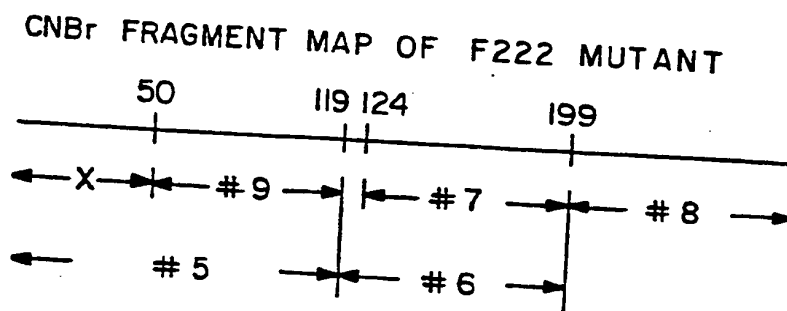 CNBr FRAGMENT MAP OF F222 MUTANT
50 119 124 199
X #9 #7 #8
#5 #6